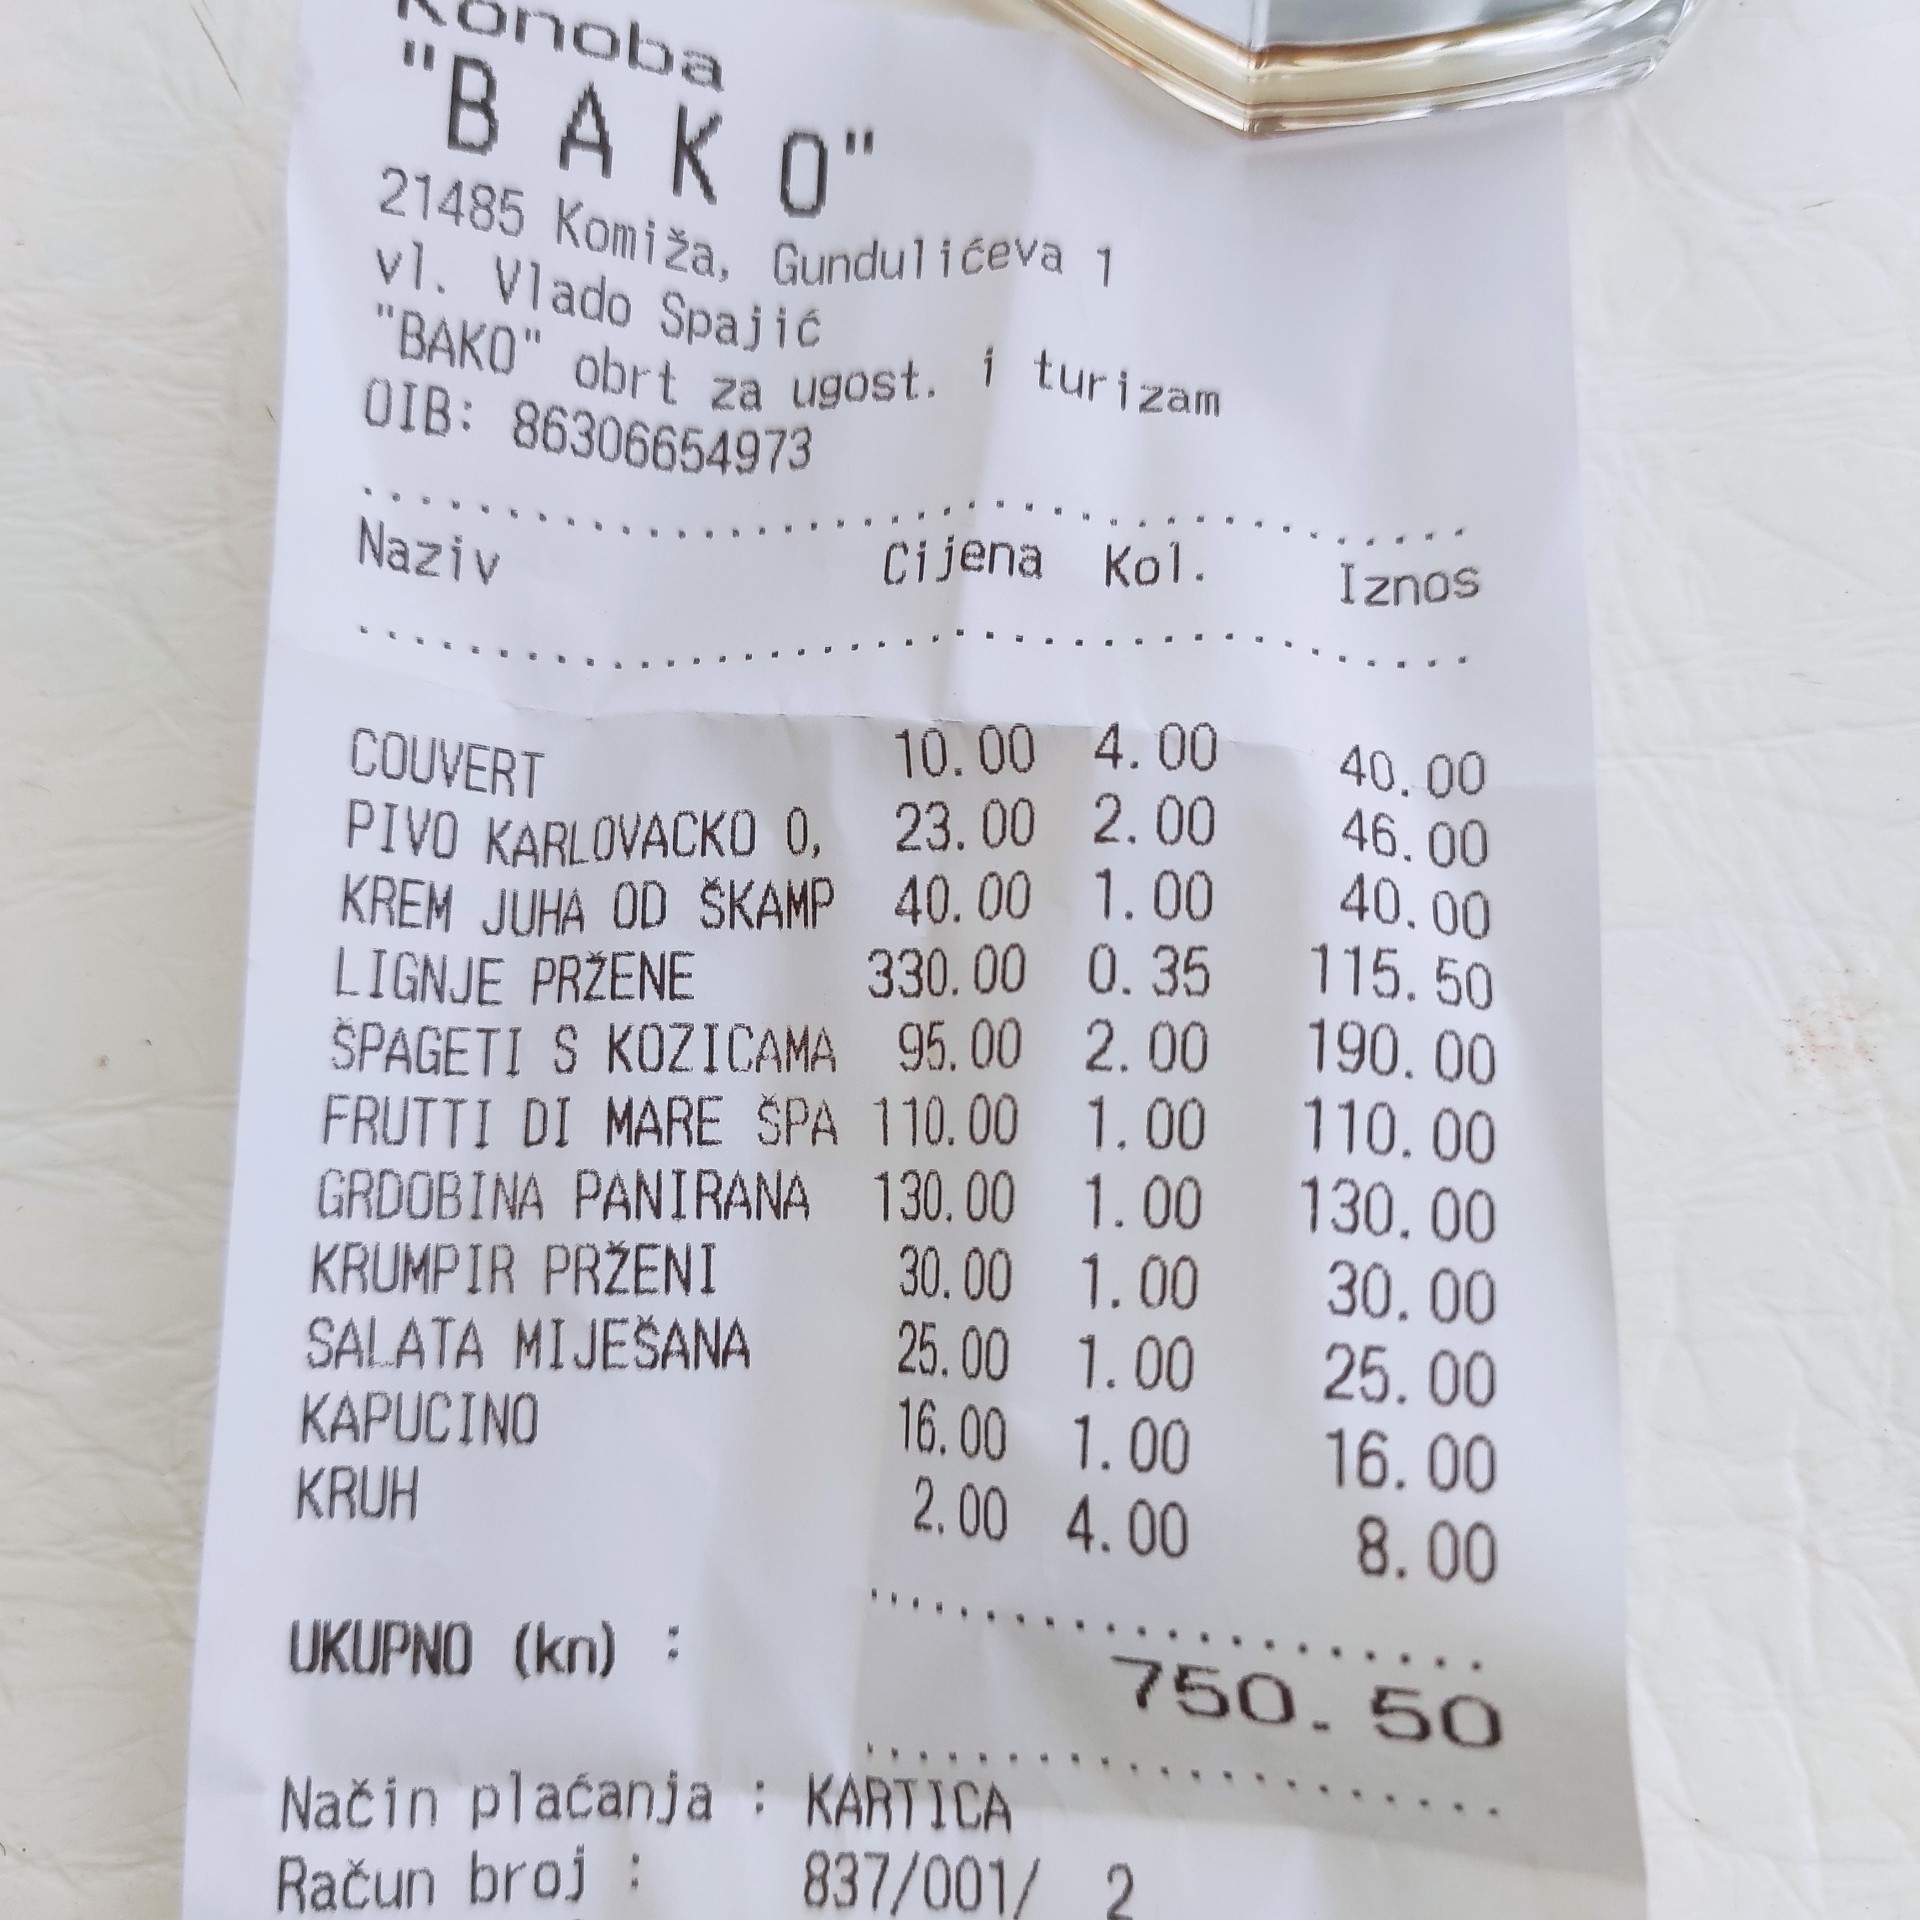 Konoba
"B A K O"
21485 Komiža, Gundulićeva 1
vl. Vlado Spajić
"BAKO" obrt za ugost. i turizam
OIB: 86306654973
Naziv Cijena Kol. Iznos
COUVERT 10.00 4.00 40.00
PIVO KARLOVACKO 0, 23.00 2.00 46.00
KREM JUHA OD ŠKAMP 40.00 1.00 40.00
LIGNJE PRŽENE 330.00 0.35 115.50
ŠPAGETI S KOZICAMA 95.00 2.00 190.00
FRUTTI DI MARE ŠPA 110.00 1.00 110.00
GRDOBINA PANIRANA 130.00 1.00 130.00
KRUMPIR PRŽENI 30.00 1.00 30.00
SALATA MIJEŠANA 25.00 1.00 25.00
KAPUCINO 16.00 1.00 16.00
KRUH 2.00 4.00 8.00
UKUPNO (kn) : 750.50
Način plaćanja : KARTICA
Račun broj : 837/001/ 2